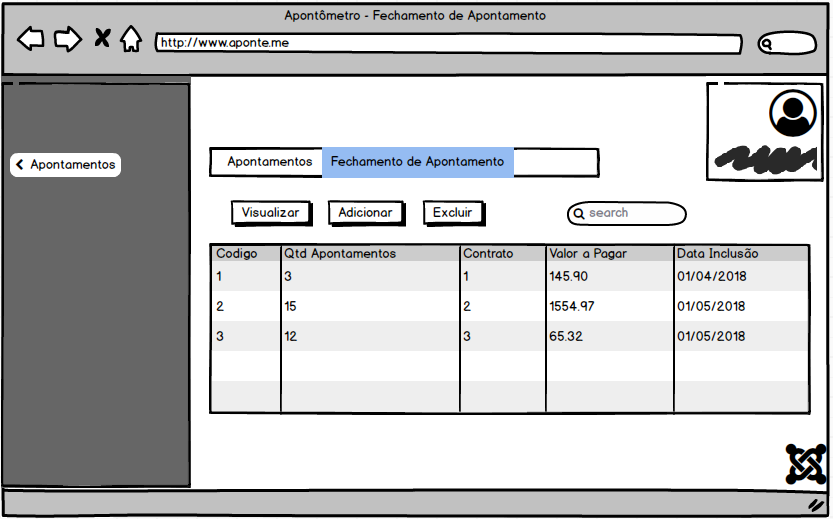 Apontômetro - Fechamento de Apontamento
http://www.aponte.me
Apontamentos
Apontamentos Fechamento de Apontamento
Visualizar Adicionar Excluir search
Codigo Qtd Apontamentos Contrato Valor a Pagar Data Inclusão
1 3 1 145.90 01/04/2018
2 15 2 1554.97 01/05/2018
3 12 3 65.32 01/05/2018